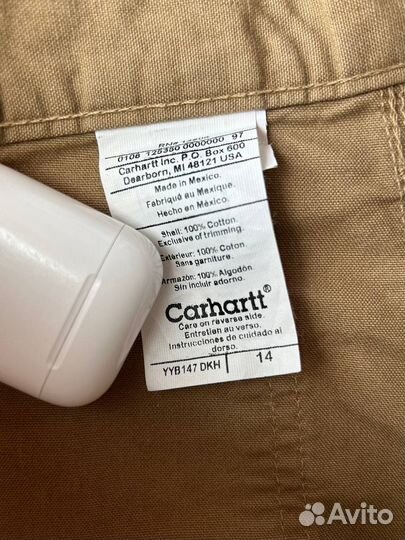 0108 125350 0000000 97
Carhartt Inc. P.O. Box 600
Dearborn, MI 48121 USA
Made in Mexico.
Fabriqué au Mexique.
Hecho en México.
Shell: 100% Cotton.
Exclusive of trimming.
Extérieur: 100% Coton
Sans garniture.
Armazón: 100% Algodón.
Sin incluir adorno.
Carhartt®
Care on reverse side.
Entretien au verso.
Instrucciones de cuidado al
dorso.
YYB147 DKH 14
Avito